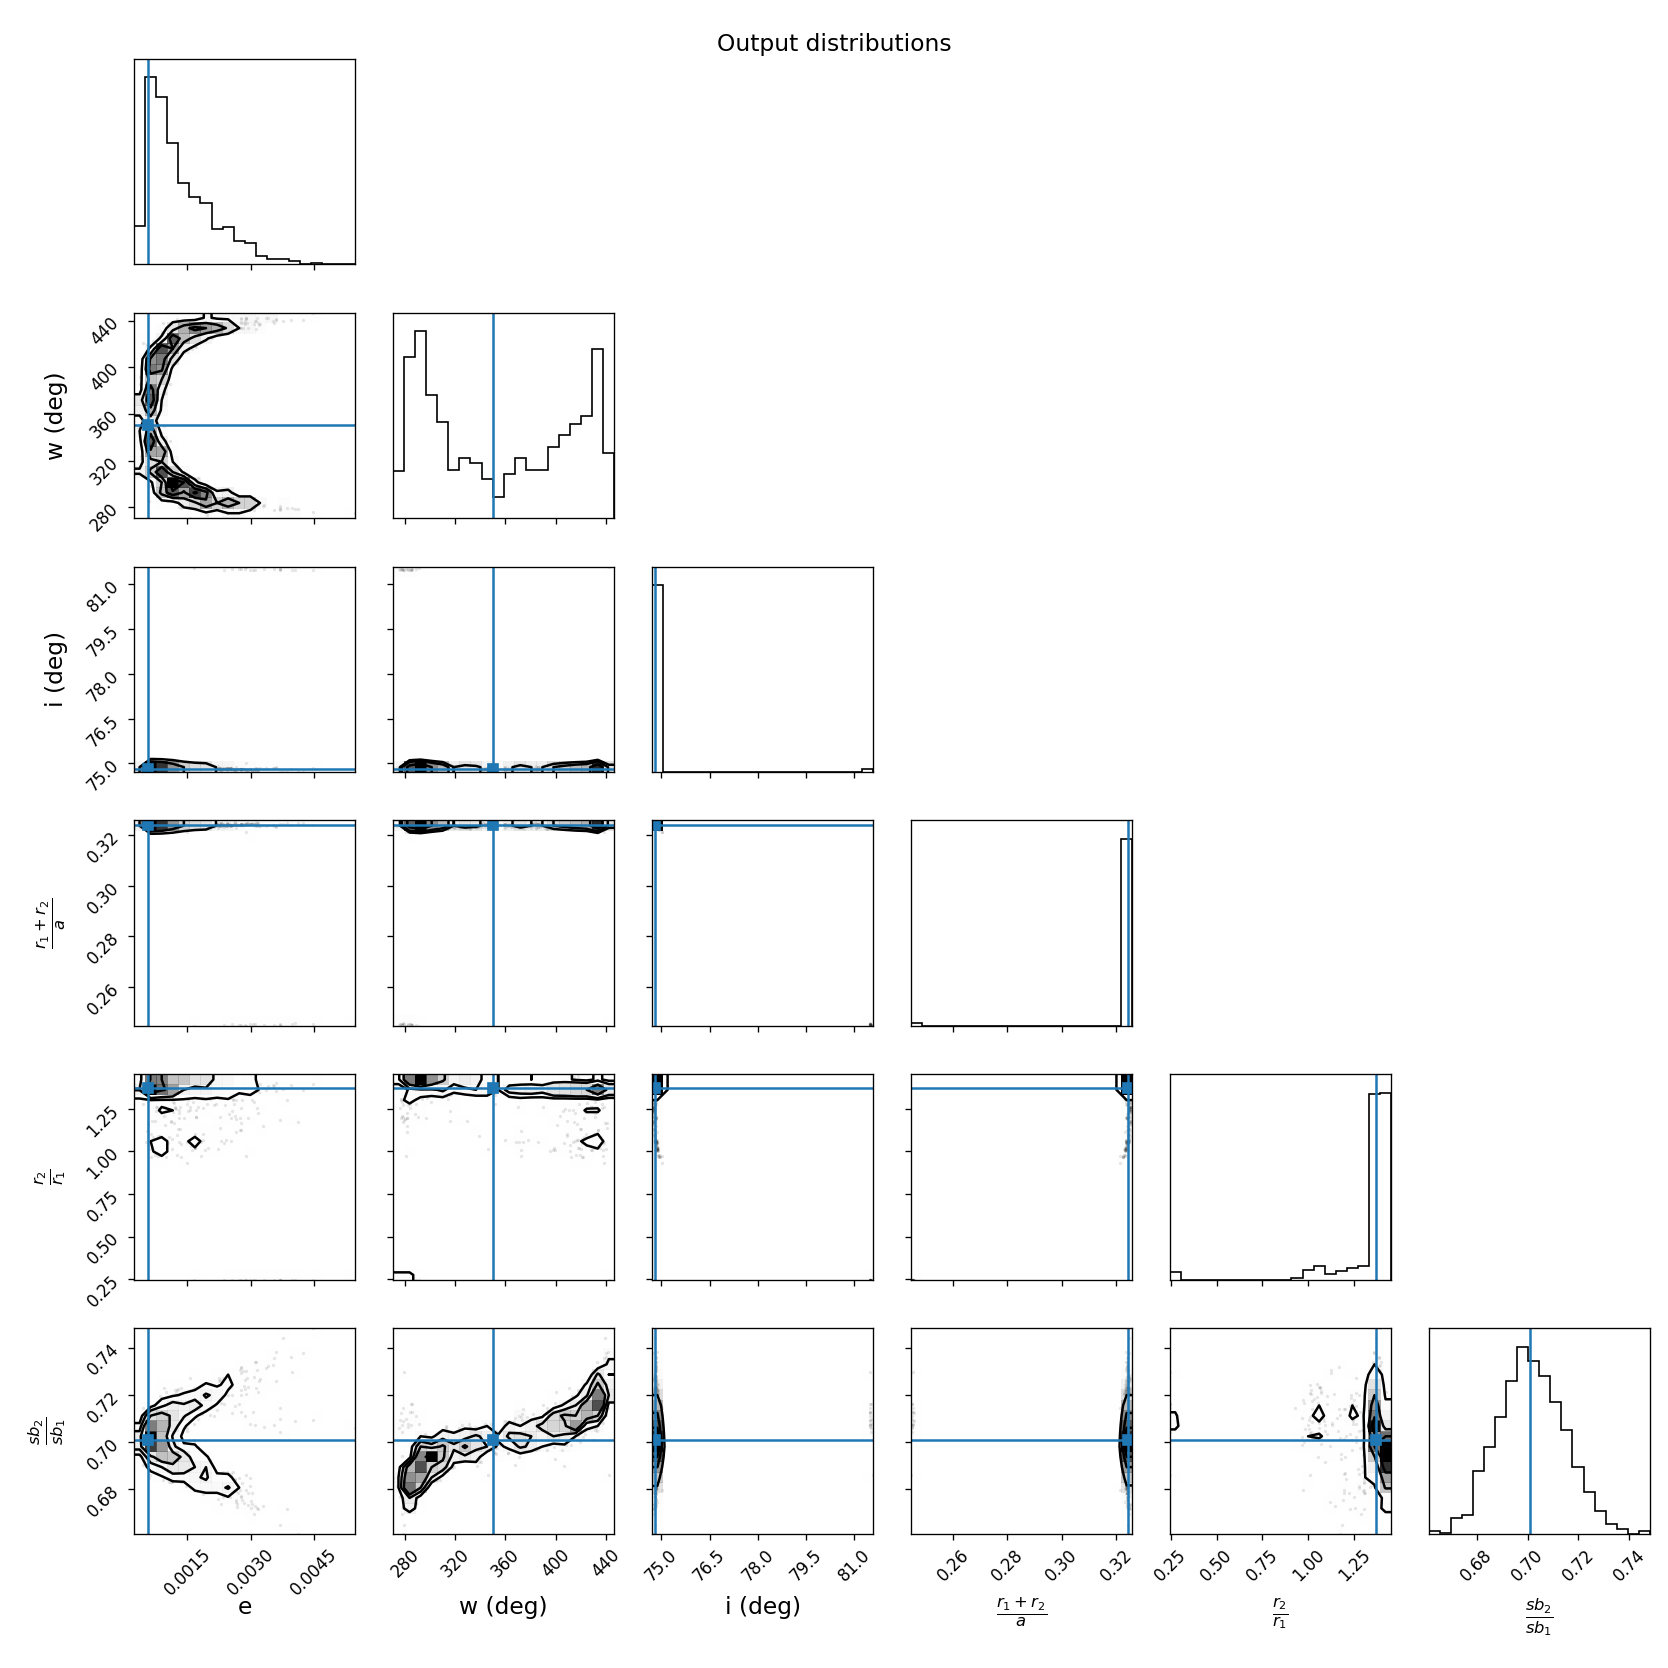 Output distributions
440
400
360
320
280
w (deg)
81.0
79.5
78.0
76.5
75.0
i (deg)
0.32
0.30
0.28
0.26
r₁ + r₂
a
1.25
1.00
0.75
0.50
0.25
r₂
r₁
0.74
0.72
0.70
0.68
sb₂
sb₁
0.0015 0.0030 0.0045
e
280 320 360 400 440
w (deg)
75.0 76.5 78.0 79.5 81.0
i (deg)
0.26 0.28 0.30 0.32
r₁ + r₂
a
0.25 0.50 0.75 1.00 1.25
r₂
r₁
0.68 0.70 0.72 0.74
sb₂
sb₁